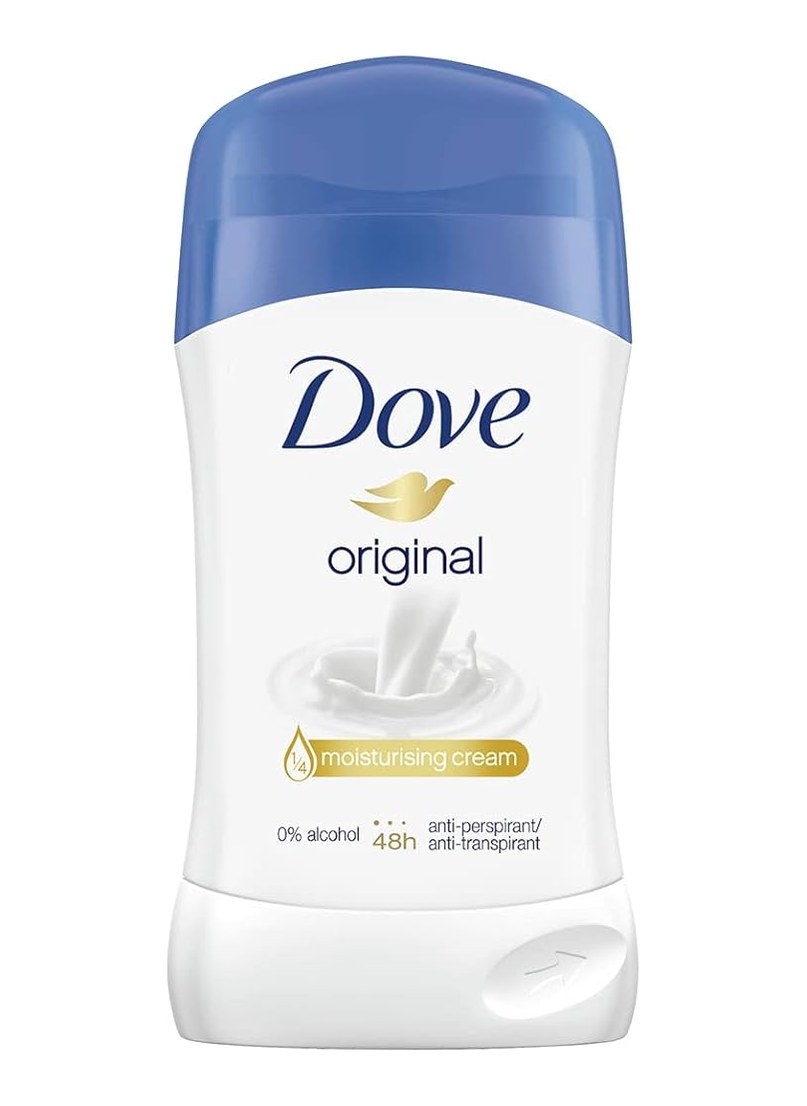 Dove
original
1/4 moisturising cream
0% alcohol
48h
anti-perspirant/
anti-transpirant